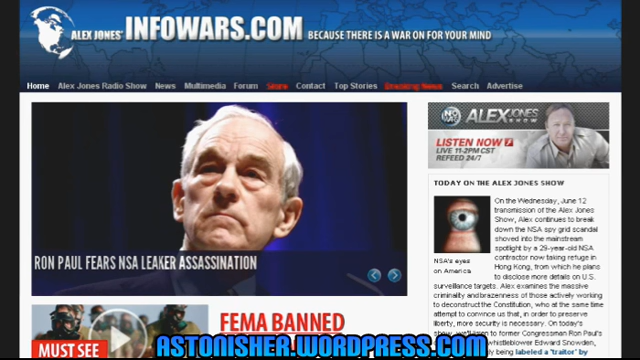 ALEX JONES' INFOWARS.COM BECAUSE THERE IS A WAR ON FOR YOUR MIND
Home Alex Jones Radio Show News Multimedia Forum Store Contact Top Stories Breaking News Search Advertise
ALEX JONES
SHOW
LISTEN NOW
LIVE 11-2PM CST
REFEED 24/7
RON PAUL FEARS NSA LEAKER ASSASSINATION
TODAY ON THE ALEX JONES SHOW
On the Wednesday, June 12
transmission of the Alex Jones
Show, Alex continues to break
down the NSA spy grid scandal
shoved into the mainstream
spotlight by a 29-year-old NSA
contractor now taking refuge in
Hong Kong, from which he plans
to disclose more details on U.S.
surveillance targets. Alex examines the massive
criminality and brazenness of those actively working
to deconstruct the Constitution, who at the same time
attempt to convince us that, in order to preserve
liberty, more security is necessary. On today's
show, we'll listen to former Congressman Ron Paul's
whistleblower Edward Snowden,
being labeled a 'traitor' by
NSA's eyes
on America
MUST SEE
FEMA BANNED
ASTONISHER.WORDPRESS.COM